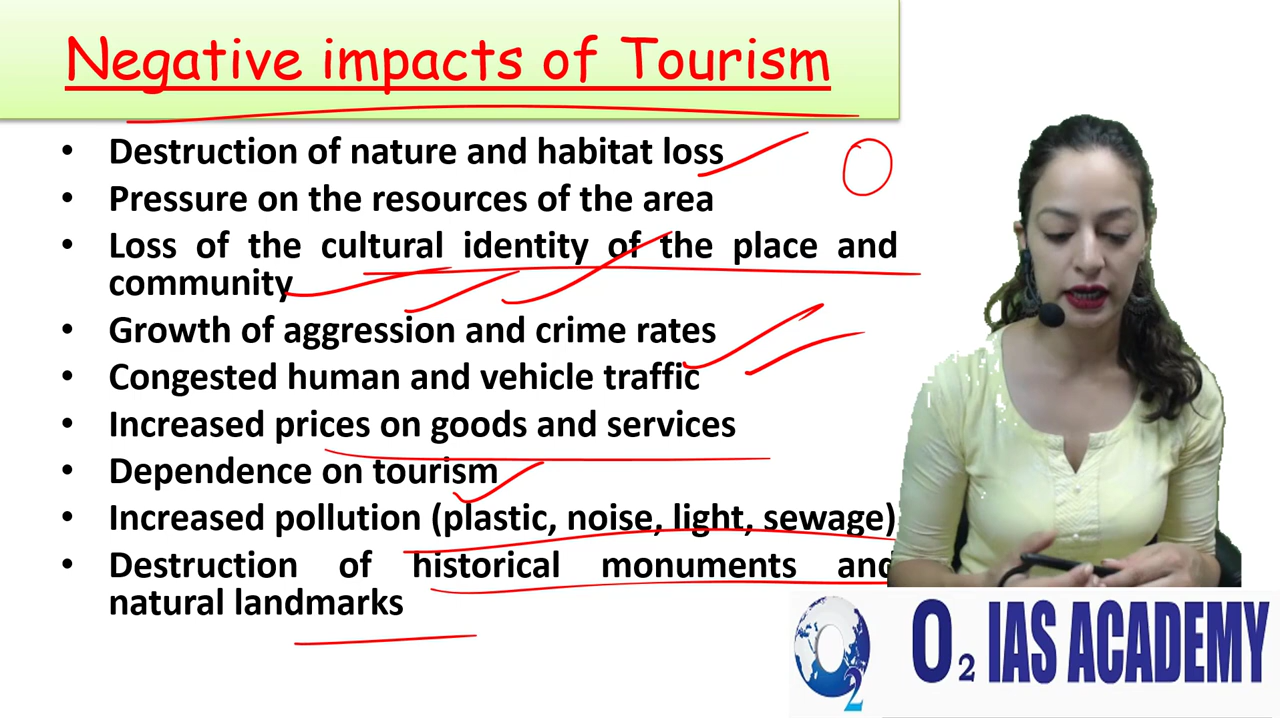 Negative impacts of Tourism
• Destruction of nature and habitat loss
• Pressure on the resources of the area
• Loss of the cultural identity of the place and
community
• Growth of aggression and crime rates
• Congested human and vehicle traffic
• Increased prices on goods and services
• Dependence on tourism
• Increased pollution (plastic, noise, light, sewage)
• Destruction of historical monuments and
natural landmarks
O2
O2 IAS ACADEMY